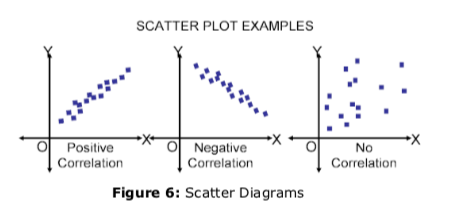 SCATTER PLOT EXAMPLES
Y Y Y
O X O X O X
Positive Correlation
Negative Correlation
No Correlation
Figure 6: Scatter Diagrams